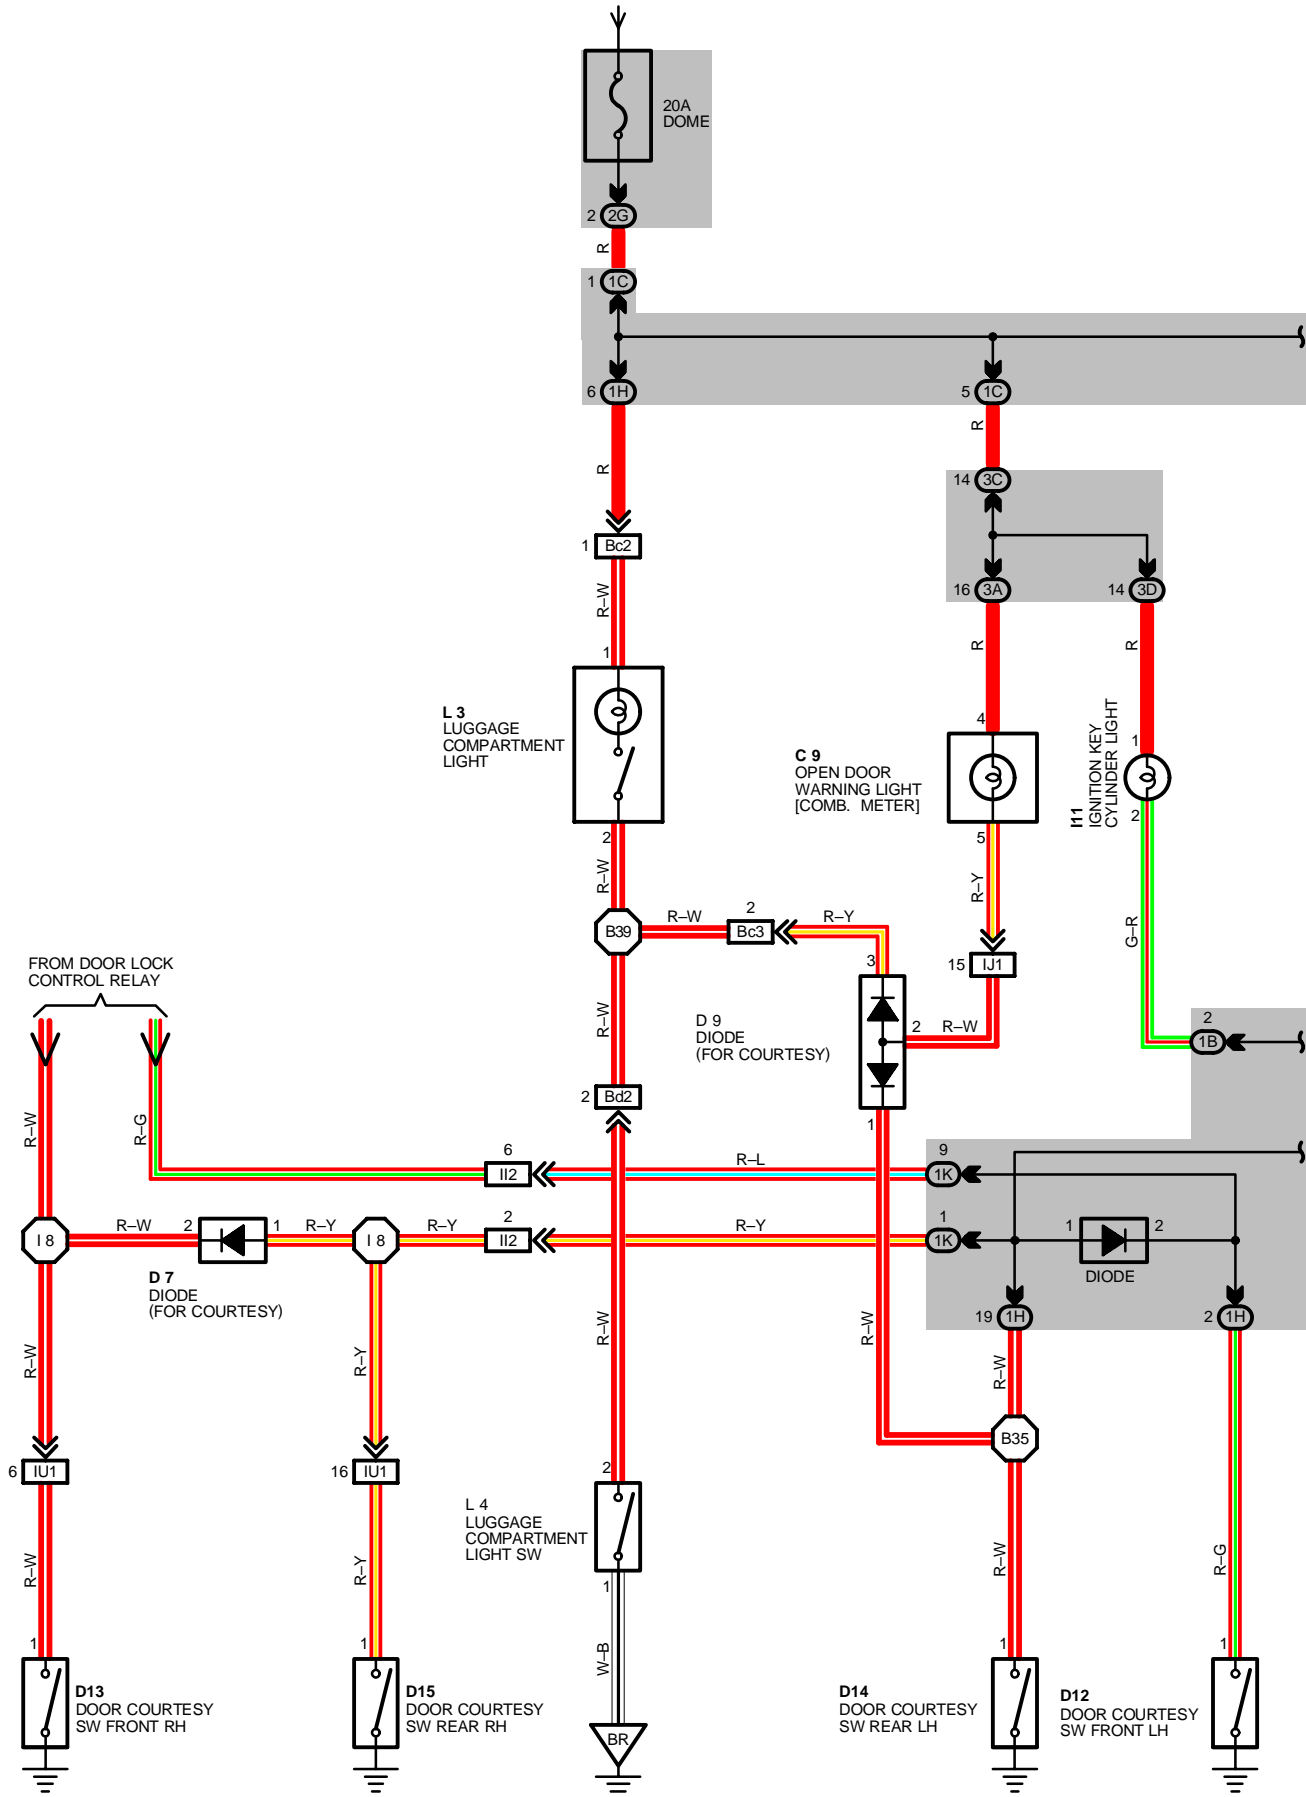 20A
DOME
2 2G
R
1 1C
6 1H
5 1C
R
R
14 3C
1 Bc2
16 3A
14 3D
R–W
R
R
1
L 3
LUGGAGE
COMPARTMENT
LIGHT
4
1
C 9
OPEN DOOR
WARNING LIGHT
[COMB. METER]
I11
IGNITION KEY
CYLINDER LIGHT
2
5
2
R–W
R–Y
G–R
B39
R–W
2
Bc3
R–Y
FROM DOOR LOCK
CONTROL RELAY
3
15 IJ1
R–W
D 9
DIODE
(FOR COURTESY)
2
R–W
2
1B
2 Bd2
1
R–W
R–G
6
II2
R–L
9
1K
I 8
R–W
2
1
R–Y
I 8
R–Y
2
II2
R–Y
1
1K
1
2
DIODE
D 7
DIODE
(FOR COURTESY)
19 1H
2 1H
R–W
R–Y
R–W
R–W
R–W
B35
6 IU1
16 IU1
2
L 4
LUGGAGE
COMPARTMENT
LIGHT SW
R–W
R–Y
1
R–W
R–G
W–B
1
1
1
1
D13
DOOR COURTESY
SW FRONT RH
D15
DOOR COURTESY
SW REAR RH
BR
D14
DOOR COURTESY
SW REAR LH
D12
DOOR COURTESY
SW FRONT LH